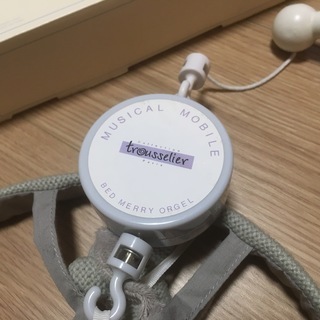 MUSICAL MOBILE
trousselier
BED MERRY ORGEL